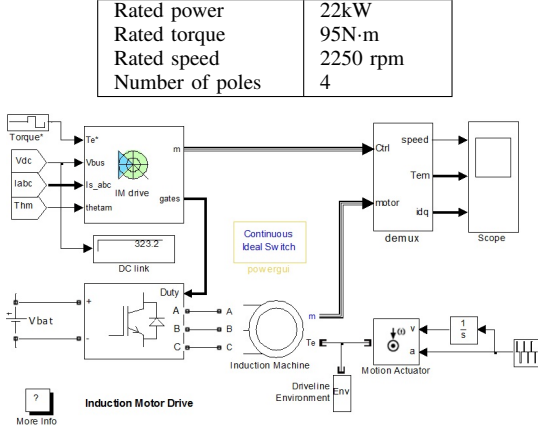 Rated power 22kW
Rated torque 95N·m
Rated speed 2250 rpm
Number of poles 4
Torque*
Te*
Vdc
Vbus
Iabc
Is_abc
Thm
thetam
IM drive
m
gates
323.2
DC link
Continuous
Ideal Switch
powergui
Ctrl
motor
speed
Tem
idq
demux
Scope
Vbat
+
-
Duty
A
B
C
A
B
C
m
Te
Induction Machine
Driveline
Environment
Env
ω
v
a
Motion Actuator
1
s
?
More Info
Induction Motor Drive